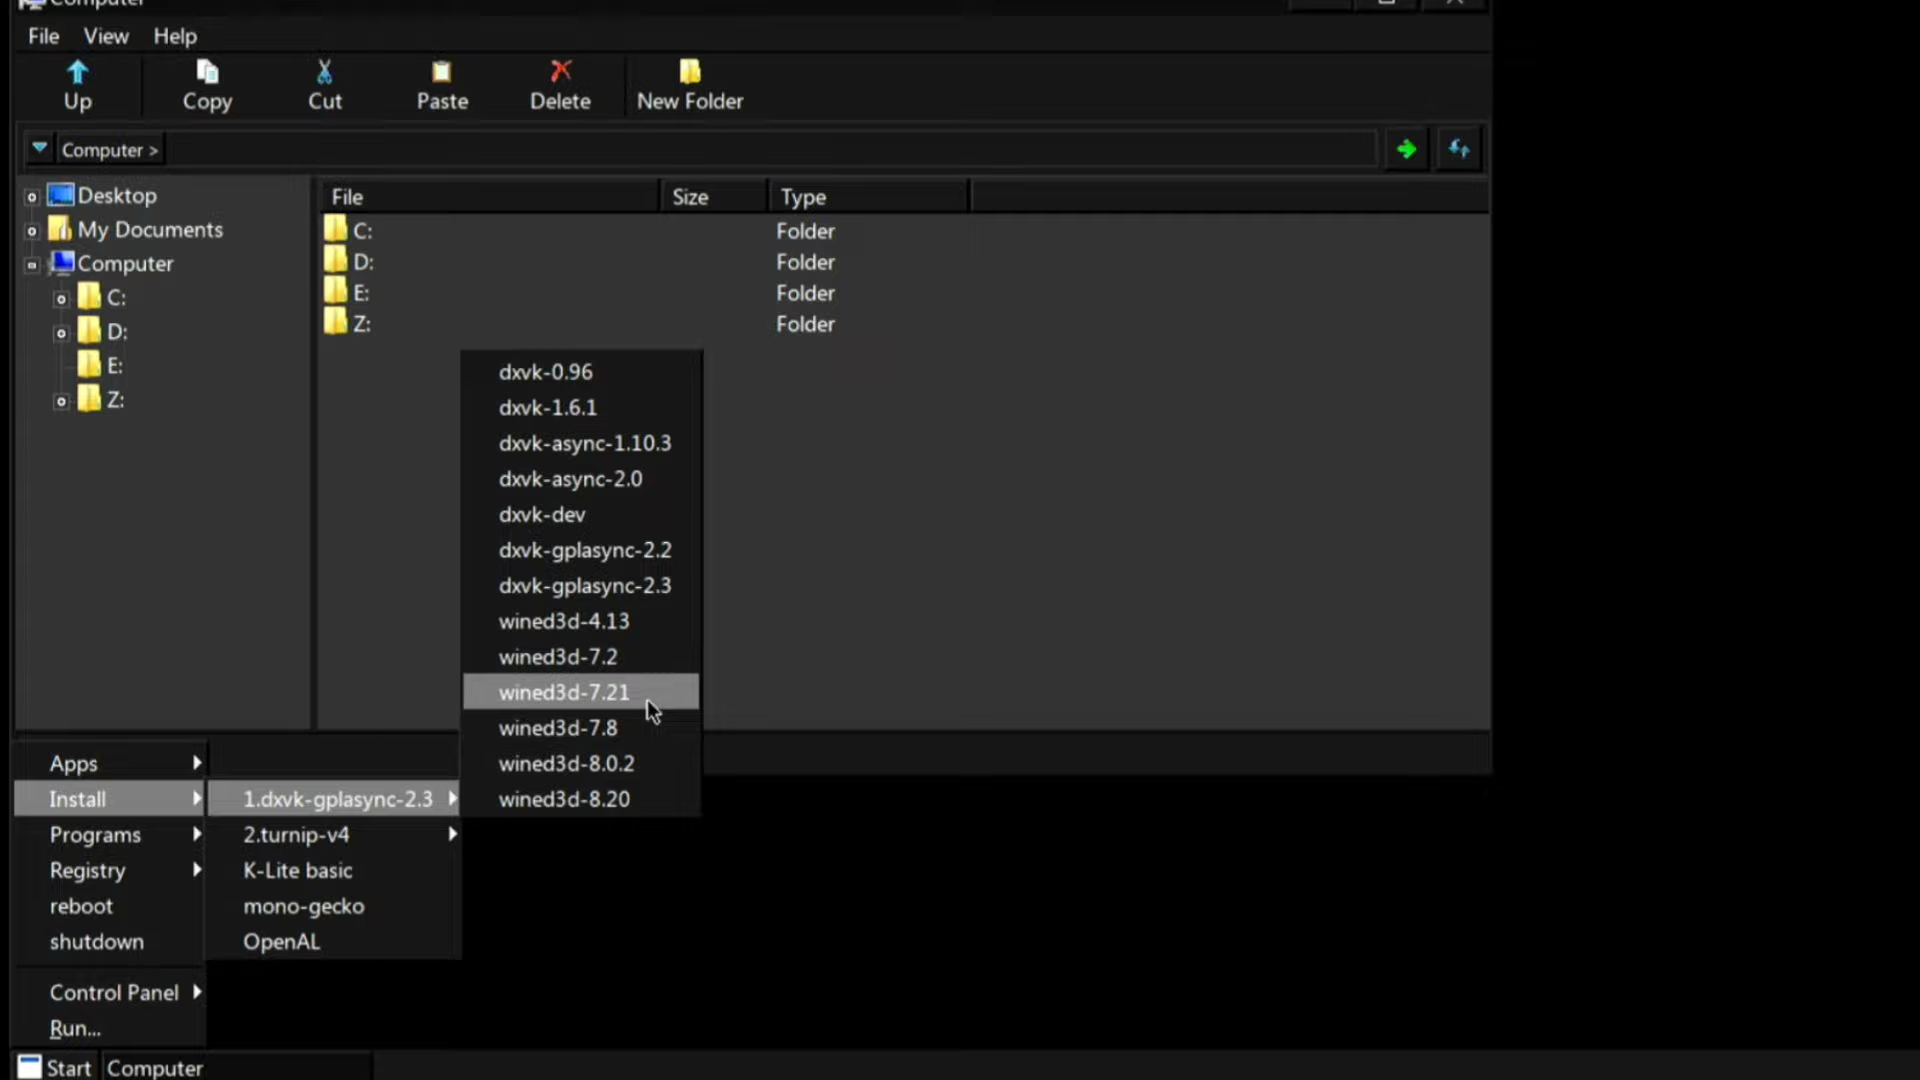 Computer
File View Help
Up Copy Cut Paste Delete New Folder
Computer >
Desktop
My Documents
Computer
C:
D:
E:
Z:
File Size Type
C: Folder
D: Folder
E: Folder
Z: Folder
dxvk-0.96
dxvk-1.6.1
dxvk-async-1.10.3
dxvk-async-2.0
dxvk-dev
dxvk-gplasync-2.2
dxvk-gplasync-2.3
wined3d-4.13
wined3d-7.2
wined3d-7.21
wined3d-7.8
wined3d-8.0.2
wined3d-8.20
Apps
Install
Programs
Registry
reboot
shutdown
Control Panel
Run...
1.dxvk-gplasync-2.3
2.turnip-v4
K-Lite basic
mono-gecko
OpenAL
Start Computer